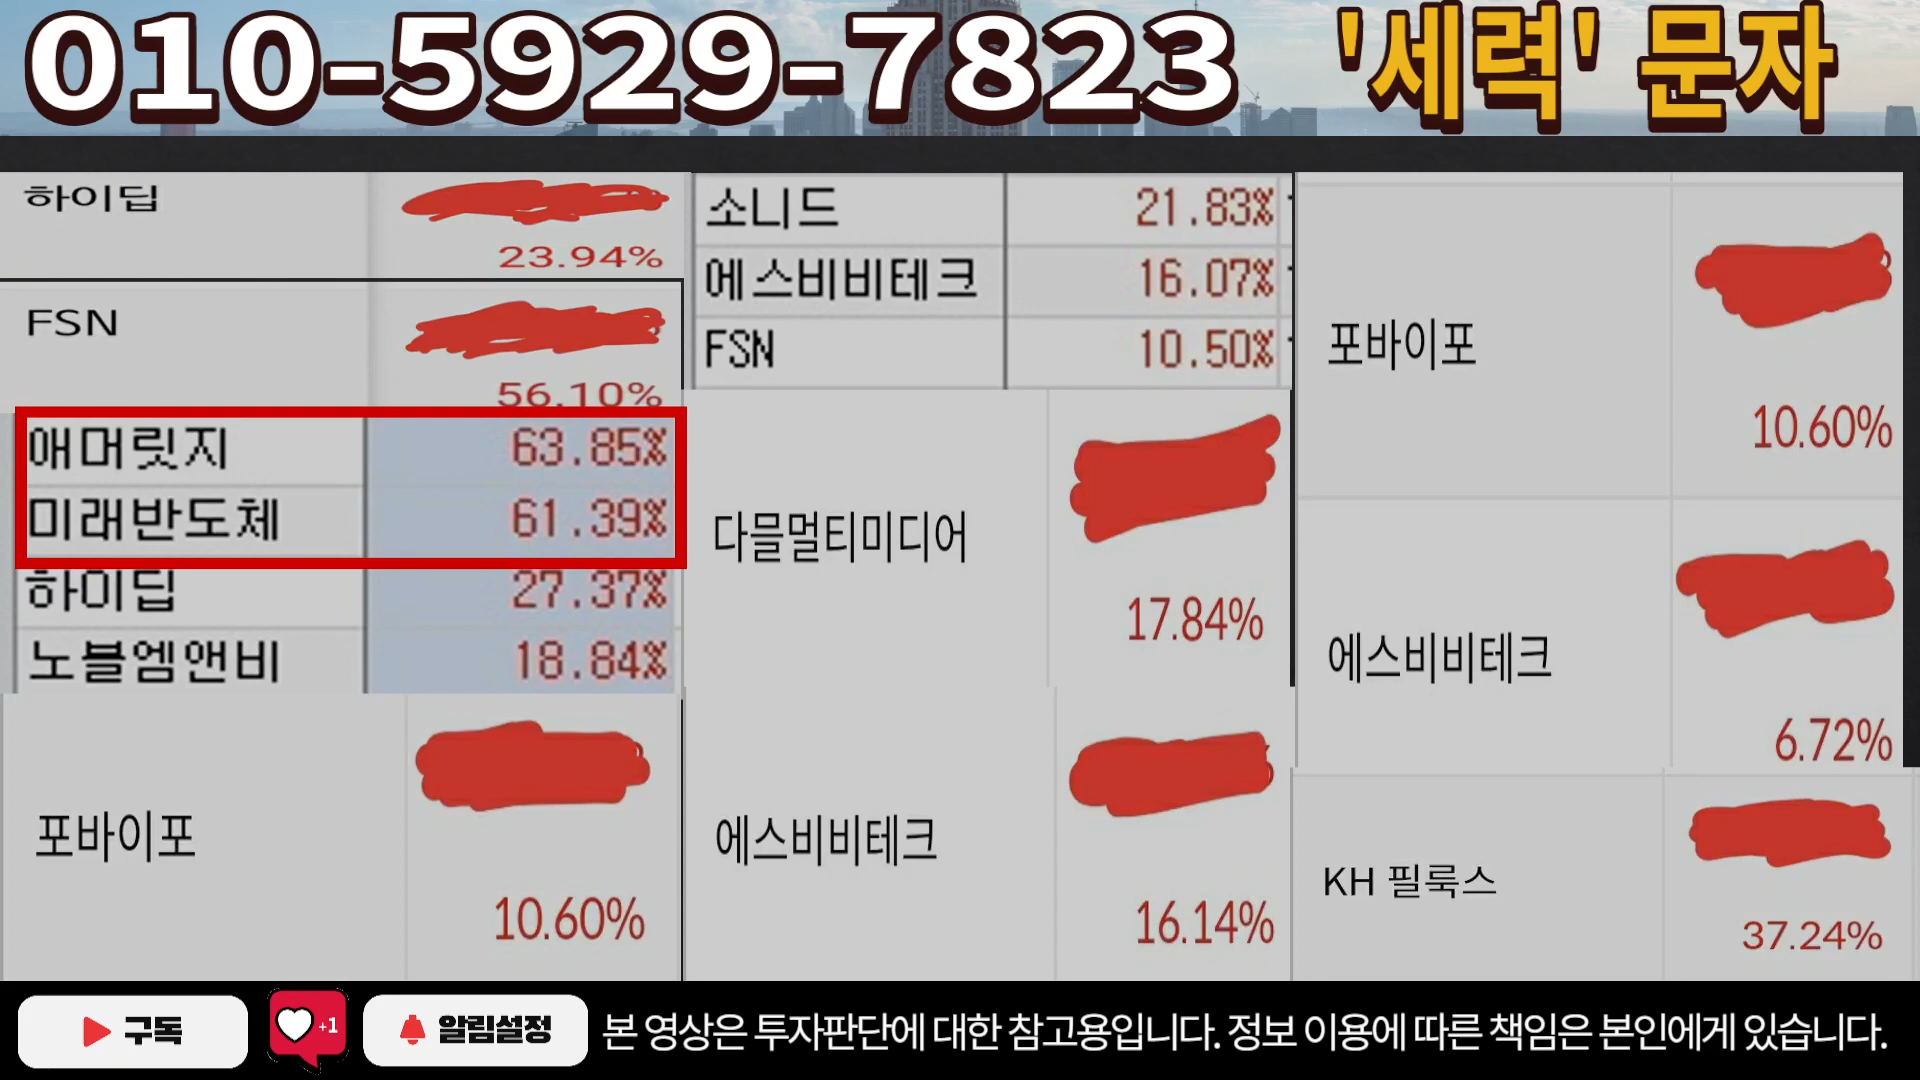 010-5929-7823 '세력' 문자
하이딥
23.94%
FSN
56.10%
애머릿지 63.85%
미래반도체 61.39%
하이딥 27.37%
노블엠앤비 18.84%
포바이포
10.60%
소니드 21.83%
에스비비테크 16.07%
FSN 10.50%
다믈멀티미디어
17.84%
에스비비테크
16.14%
포바이포
10.60%
에스비비테크
6.72%
KH 필룩스
37.24%
구독 +1 알림설정 본 영상은 투자판단에 대한 참고용입니다. 정보 이용에 따른 책임은 본인에게 있습니다.